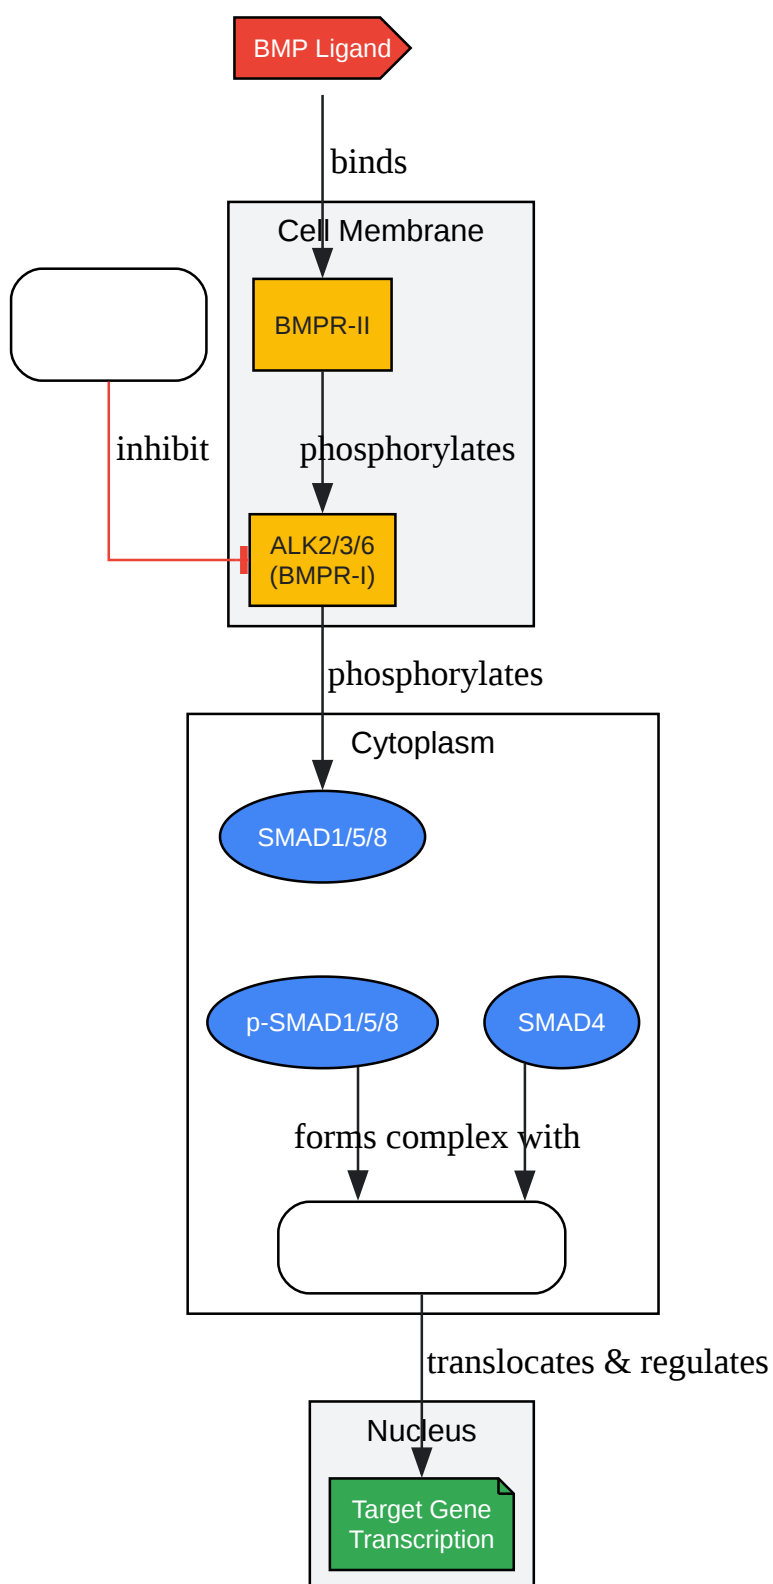 BMP Ligand
binds
Cell Membrane
BMPR-II
inhibit
phosphorylates
ALK2/3/6
(BMPR-I)
phosphorylates
Cytoplasm
SMAD1/5/8
p-SMAD1/5/8
SMAD4
forms complex with
translocates & regulates
Nucleus
Target Gene
Transcription